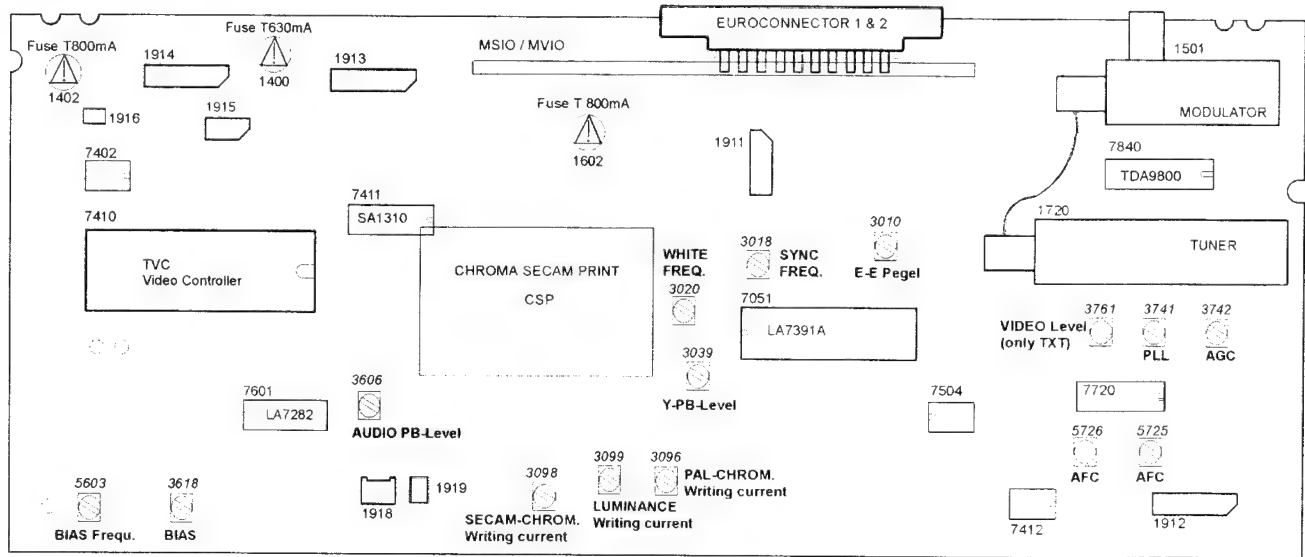 EUROCONNECTOR 1 & 2
Fuse T800mA
1402
1914
Fuse T630mA
1400
1913
MSIO / MVIO
1501
MODULATOR
1916
1915
Fuse T 800mA
1602
1911
7840
TDA9800
7402
7411
SA1310
7410
TVC
Video Controller
CHROMA SECAM PRINT
CSP
WHITE
FREQ.
3020
3018
SYNC
FREQ.
3010
E-E Pegel
1720
TUNER
7051
LA7391A
VIDEO Level
(only TXT)
3761
3741
PLL
3742
AGC
3039
Y-PB-Level
7601
LA7282
3606
AUDIO PB-Level
7504
7720
5726
AFC
5725
AFC
5603
BIAS Frequ.
3618
BIAS
1918
1919
3098
SECAM-CHROM.
Writing current
3099
LUMINANCE
Writing current
3096
PAL-CHROM.
Writing current
7412
1912